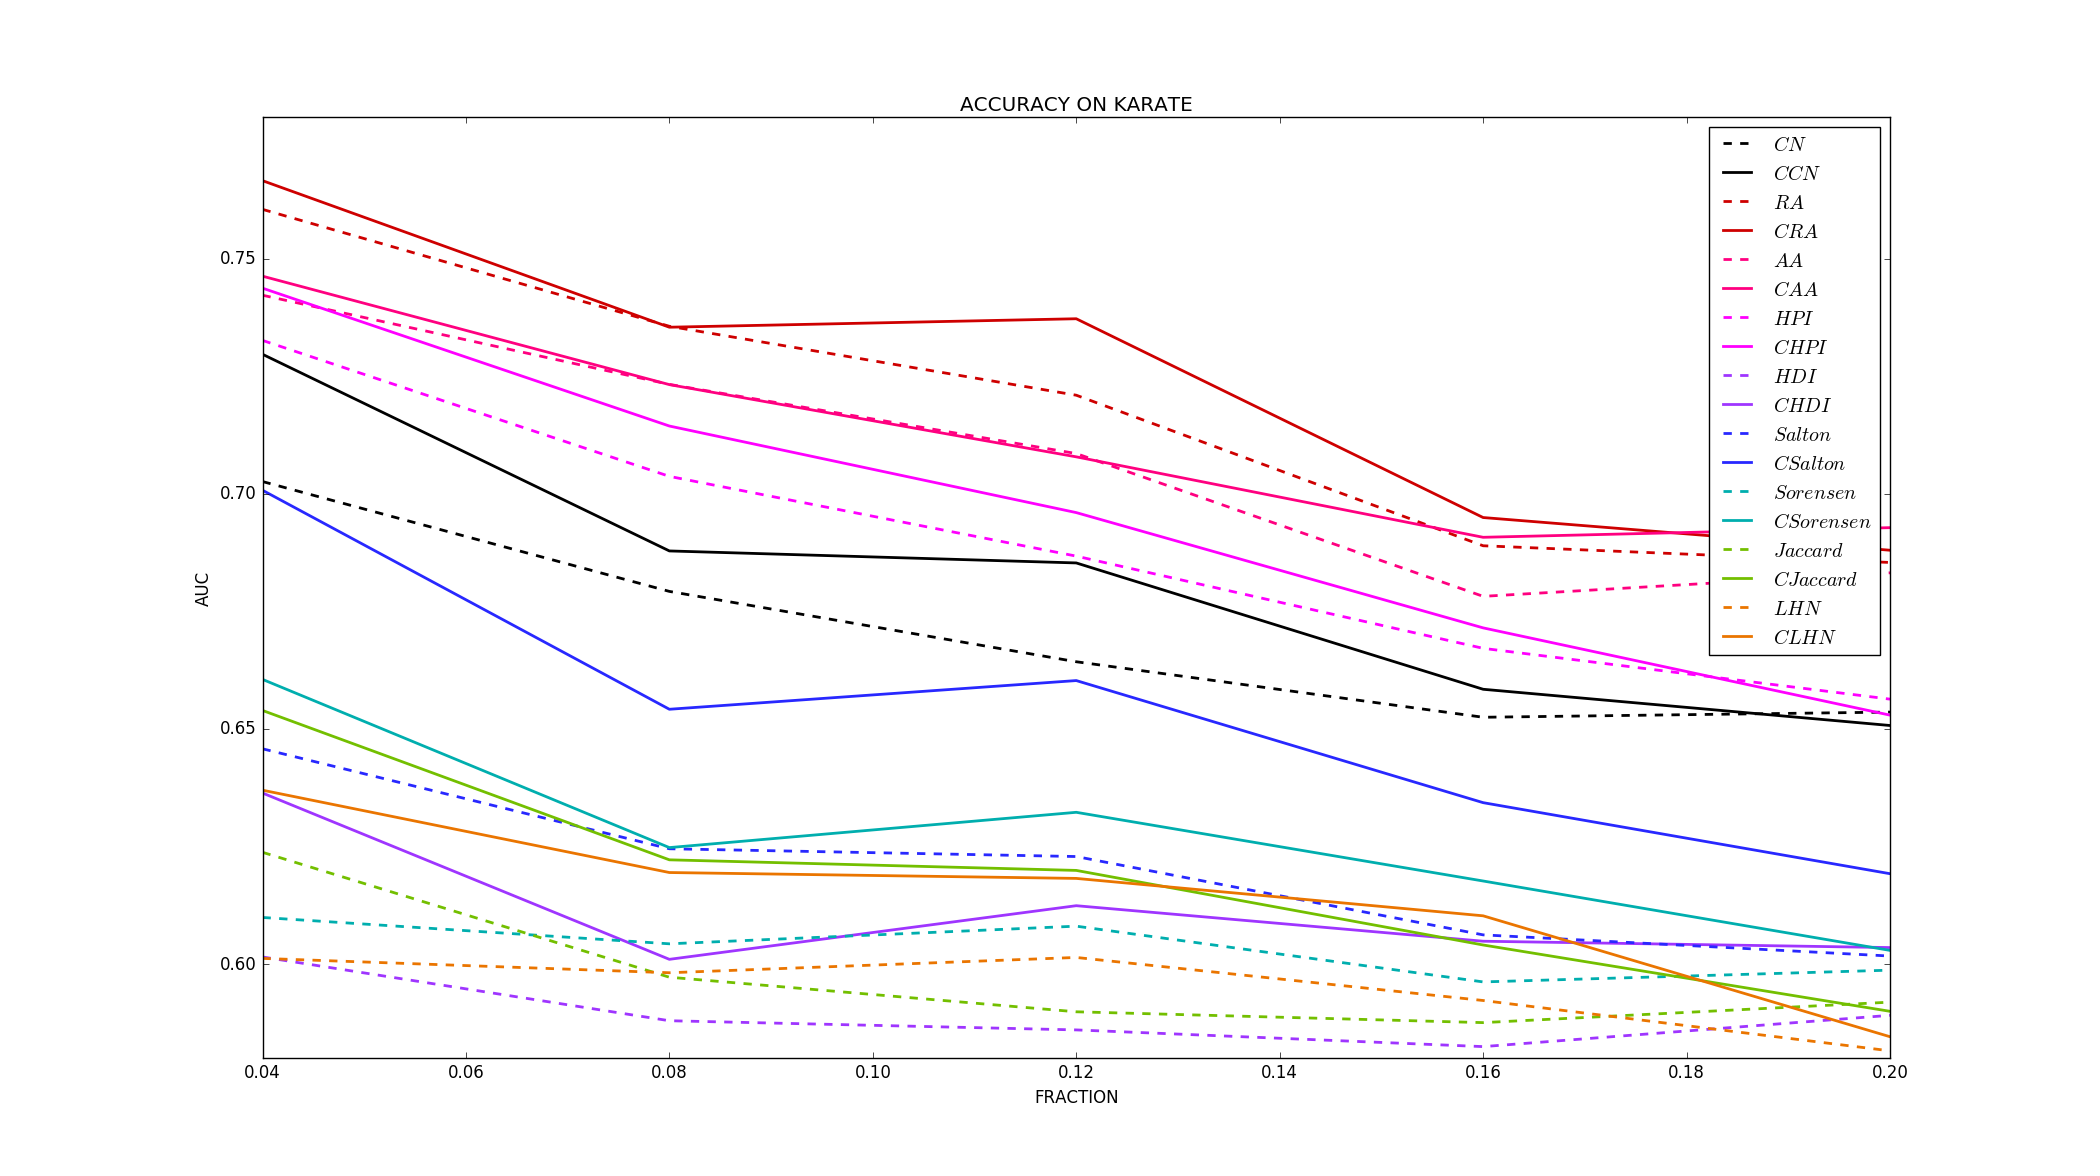 ACCURACY ON KARATE
CN
CCN
RA
CRA
AA
CAA
HPI
CHPI
HDI
CHDI
Salton
CSalton
Sorensen
CSorensen
Jaccard
CJaccard
LHN
CLHN
0.75
0.70
0.65
0.60
AUC
0.04 0.06 0.08 0.10 0.12 0.14 0.16 0.18 0.20
FRACTION